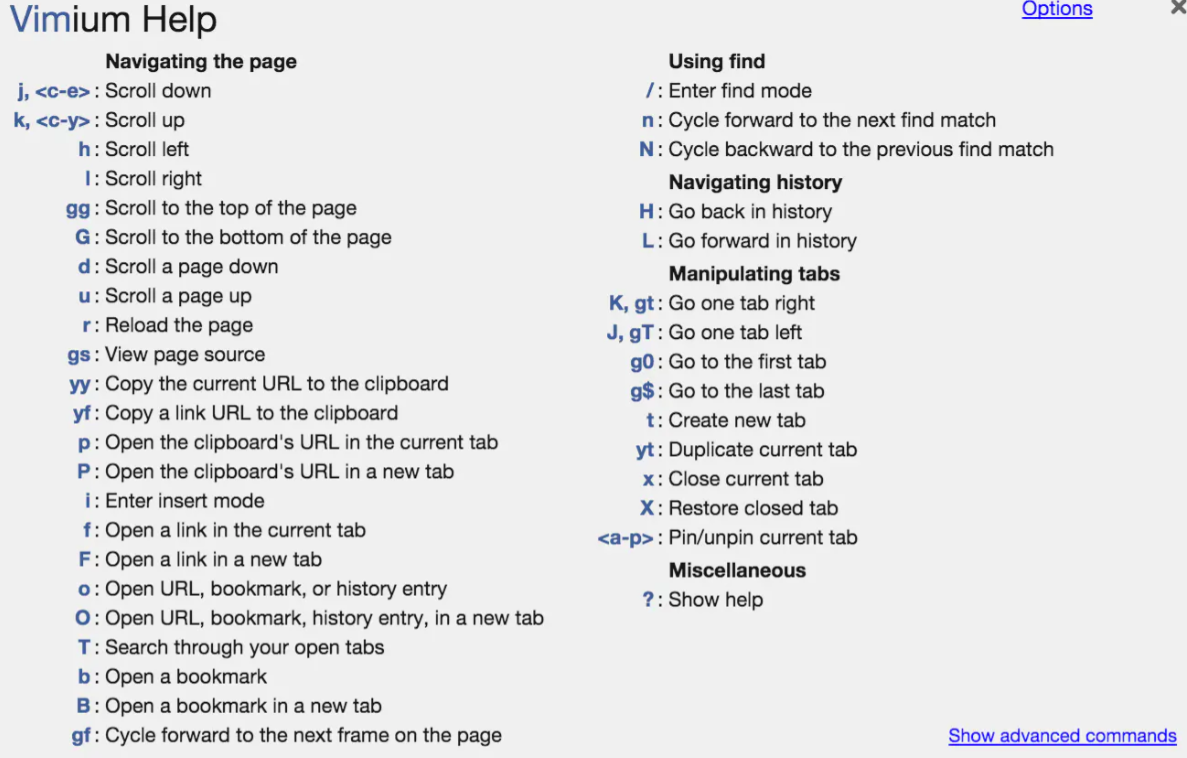 Vimium Help
Options
Navigating the page
j, <c-e> : Scroll down
k, <c-y> : Scroll up
h : Scroll left
l : Scroll right
gg : Scroll to the top of the page
G : Scroll to the bottom of the page
d : Scroll a page down
u : Scroll a page up
r : Reload the page
gs : View page source
yy : Copy the current URL to the clipboard
yf : Copy a link URL to the clipboard
p : Open the clipboard's URL in the current tab
P : Open the clipboard's URL in a new tab
i : Enter insert mode
f : Open a link in the current tab
F : Open a link in a new tab
o : Open URL, bookmark, or history entry
O : Open URL, bookmark, history entry, in a new tab
T : Search through your open tabs
b : Open a bookmark
B : Open a bookmark in a new tab
gf : Cycle forward to the next frame on the page
Using find
/ : Enter find mode
n : Cycle forward to the next find match
N : Cycle backward to the previous find match
Navigating history
H : Go back in history
L : Go forward in history
Manipulating tabs
K, gt : Go one tab right
J, gT : Go one tab left
g0 : Go to the first tab
g$ : Go to the last tab
t : Create new tab
yt : Duplicate current tab
x : Close current tab
X : Restore closed tab
<a-p> : Pin/unpin current tab
Miscellaneous
? : Show help
Show advanced commands